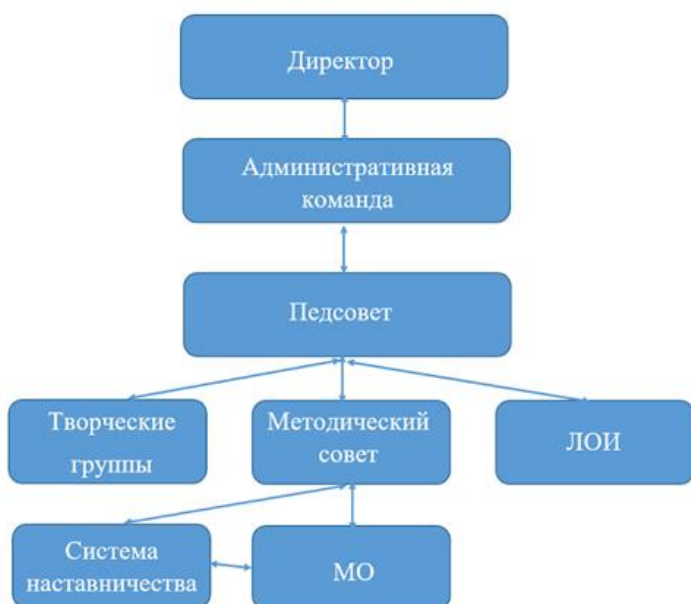 Директор
Административная
команда
Педсовет
Творческие
группы
Методический
совет
ЛОИ
Система
наставничества
МО